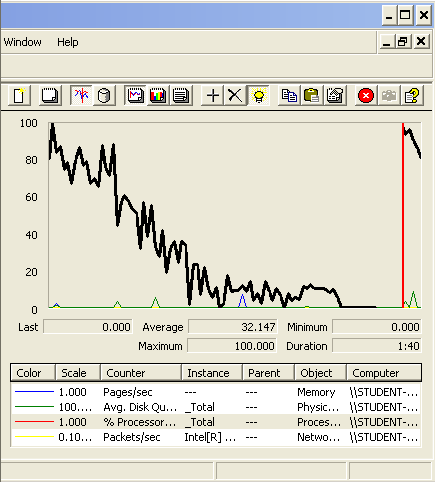 Window Help
100
80
60
40
20
0
Last 0.000 Average 32.147 Minimum 0.000
Maximum 100.000 Duration 1:40
Color Scale Counter Instance Parent Object Computer
1.000 Pages/sec --- --- Memory \\STUDENT-...
100.... Avg. Disk Qu... _Total --- Physic... \\STUDENT-...
1.000 % Processor... _Total --- Proces... \\STUDENT-...
0.10... Packets/sec Intel[R] ... --- Netwo... \\STUDENT-...